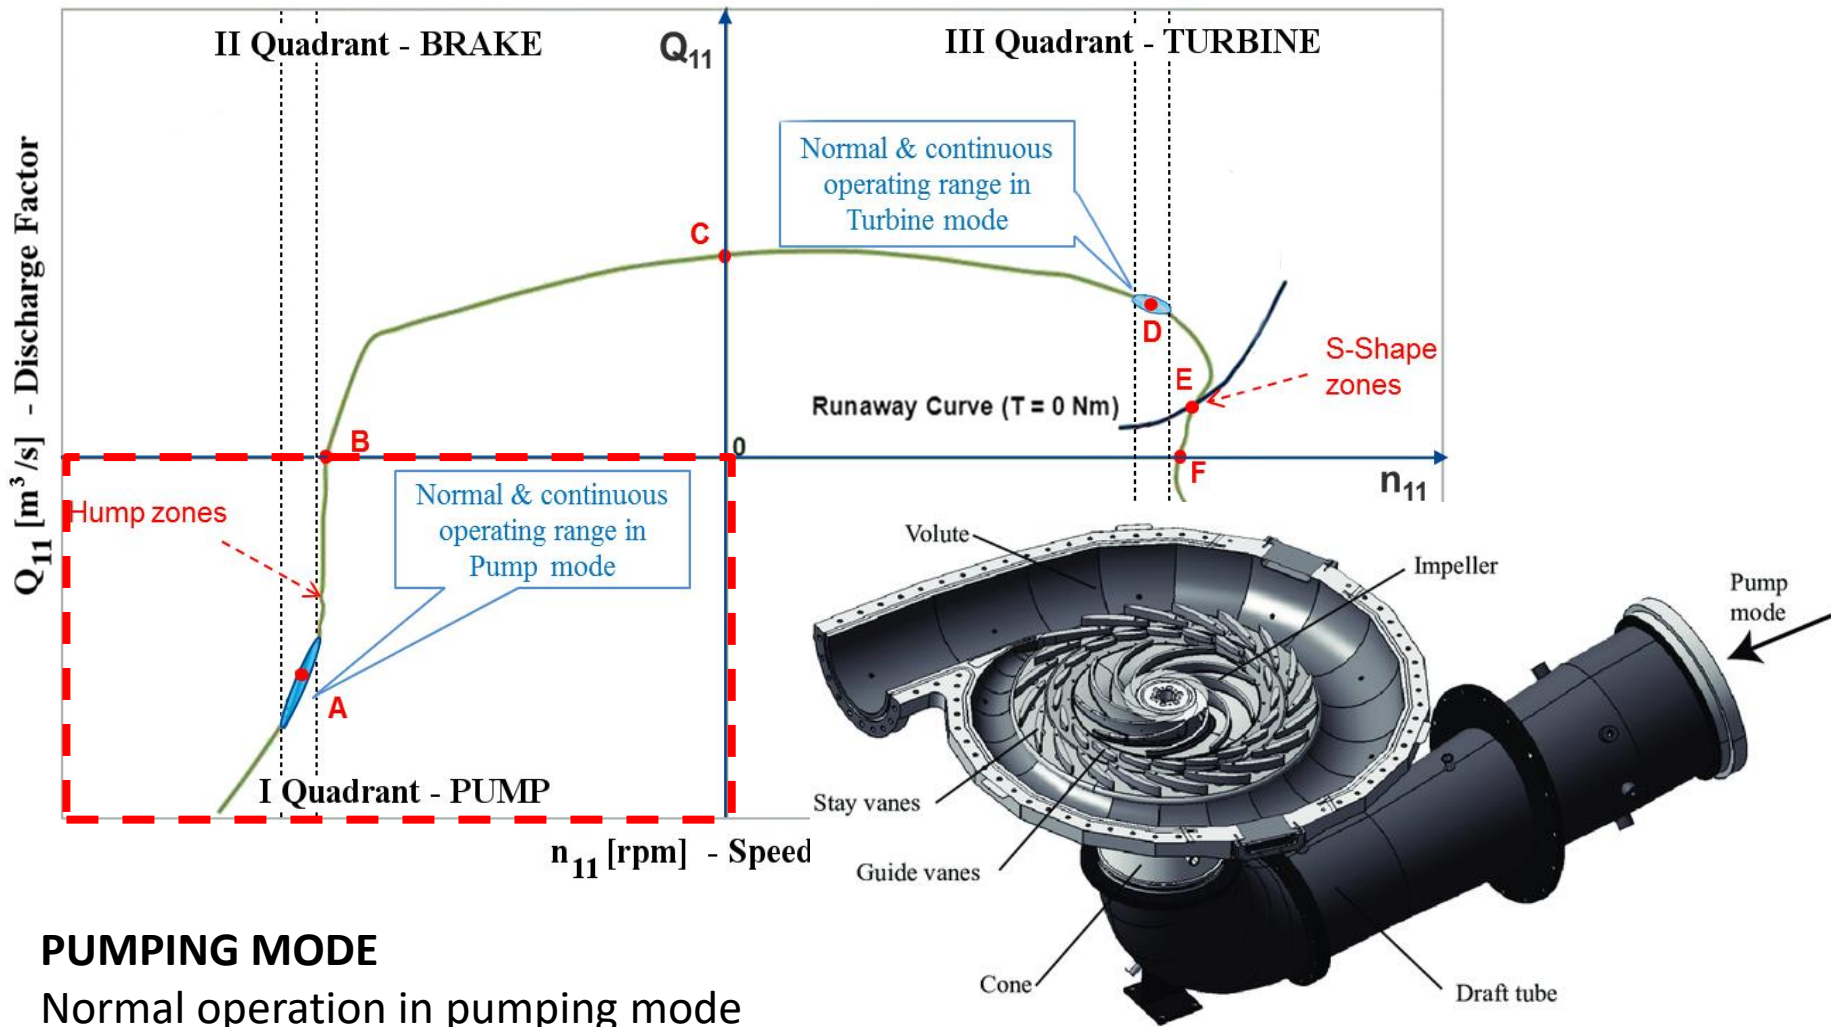 II Quadrant - BRAKE
Q11
III Quadrant - TURBINE
Normal & continuous
operating range in
Turbine mode
C
D
S-Shape
zones
E
Runaway Curve (T = 0 Nm)
B
0
F
n11
Q11 [m³/s] - Discharge Factor
Hump zones
Normal & continuous
operating range in
Pump mode
A
I Quadrant - PUMP
n11 [rpm] - Speed
Volute
Impeller
Pump
mode
Stay vanes
Guide vanes
Cone
Draft tube
PUMPING MODE
Normal operation in pumping mode